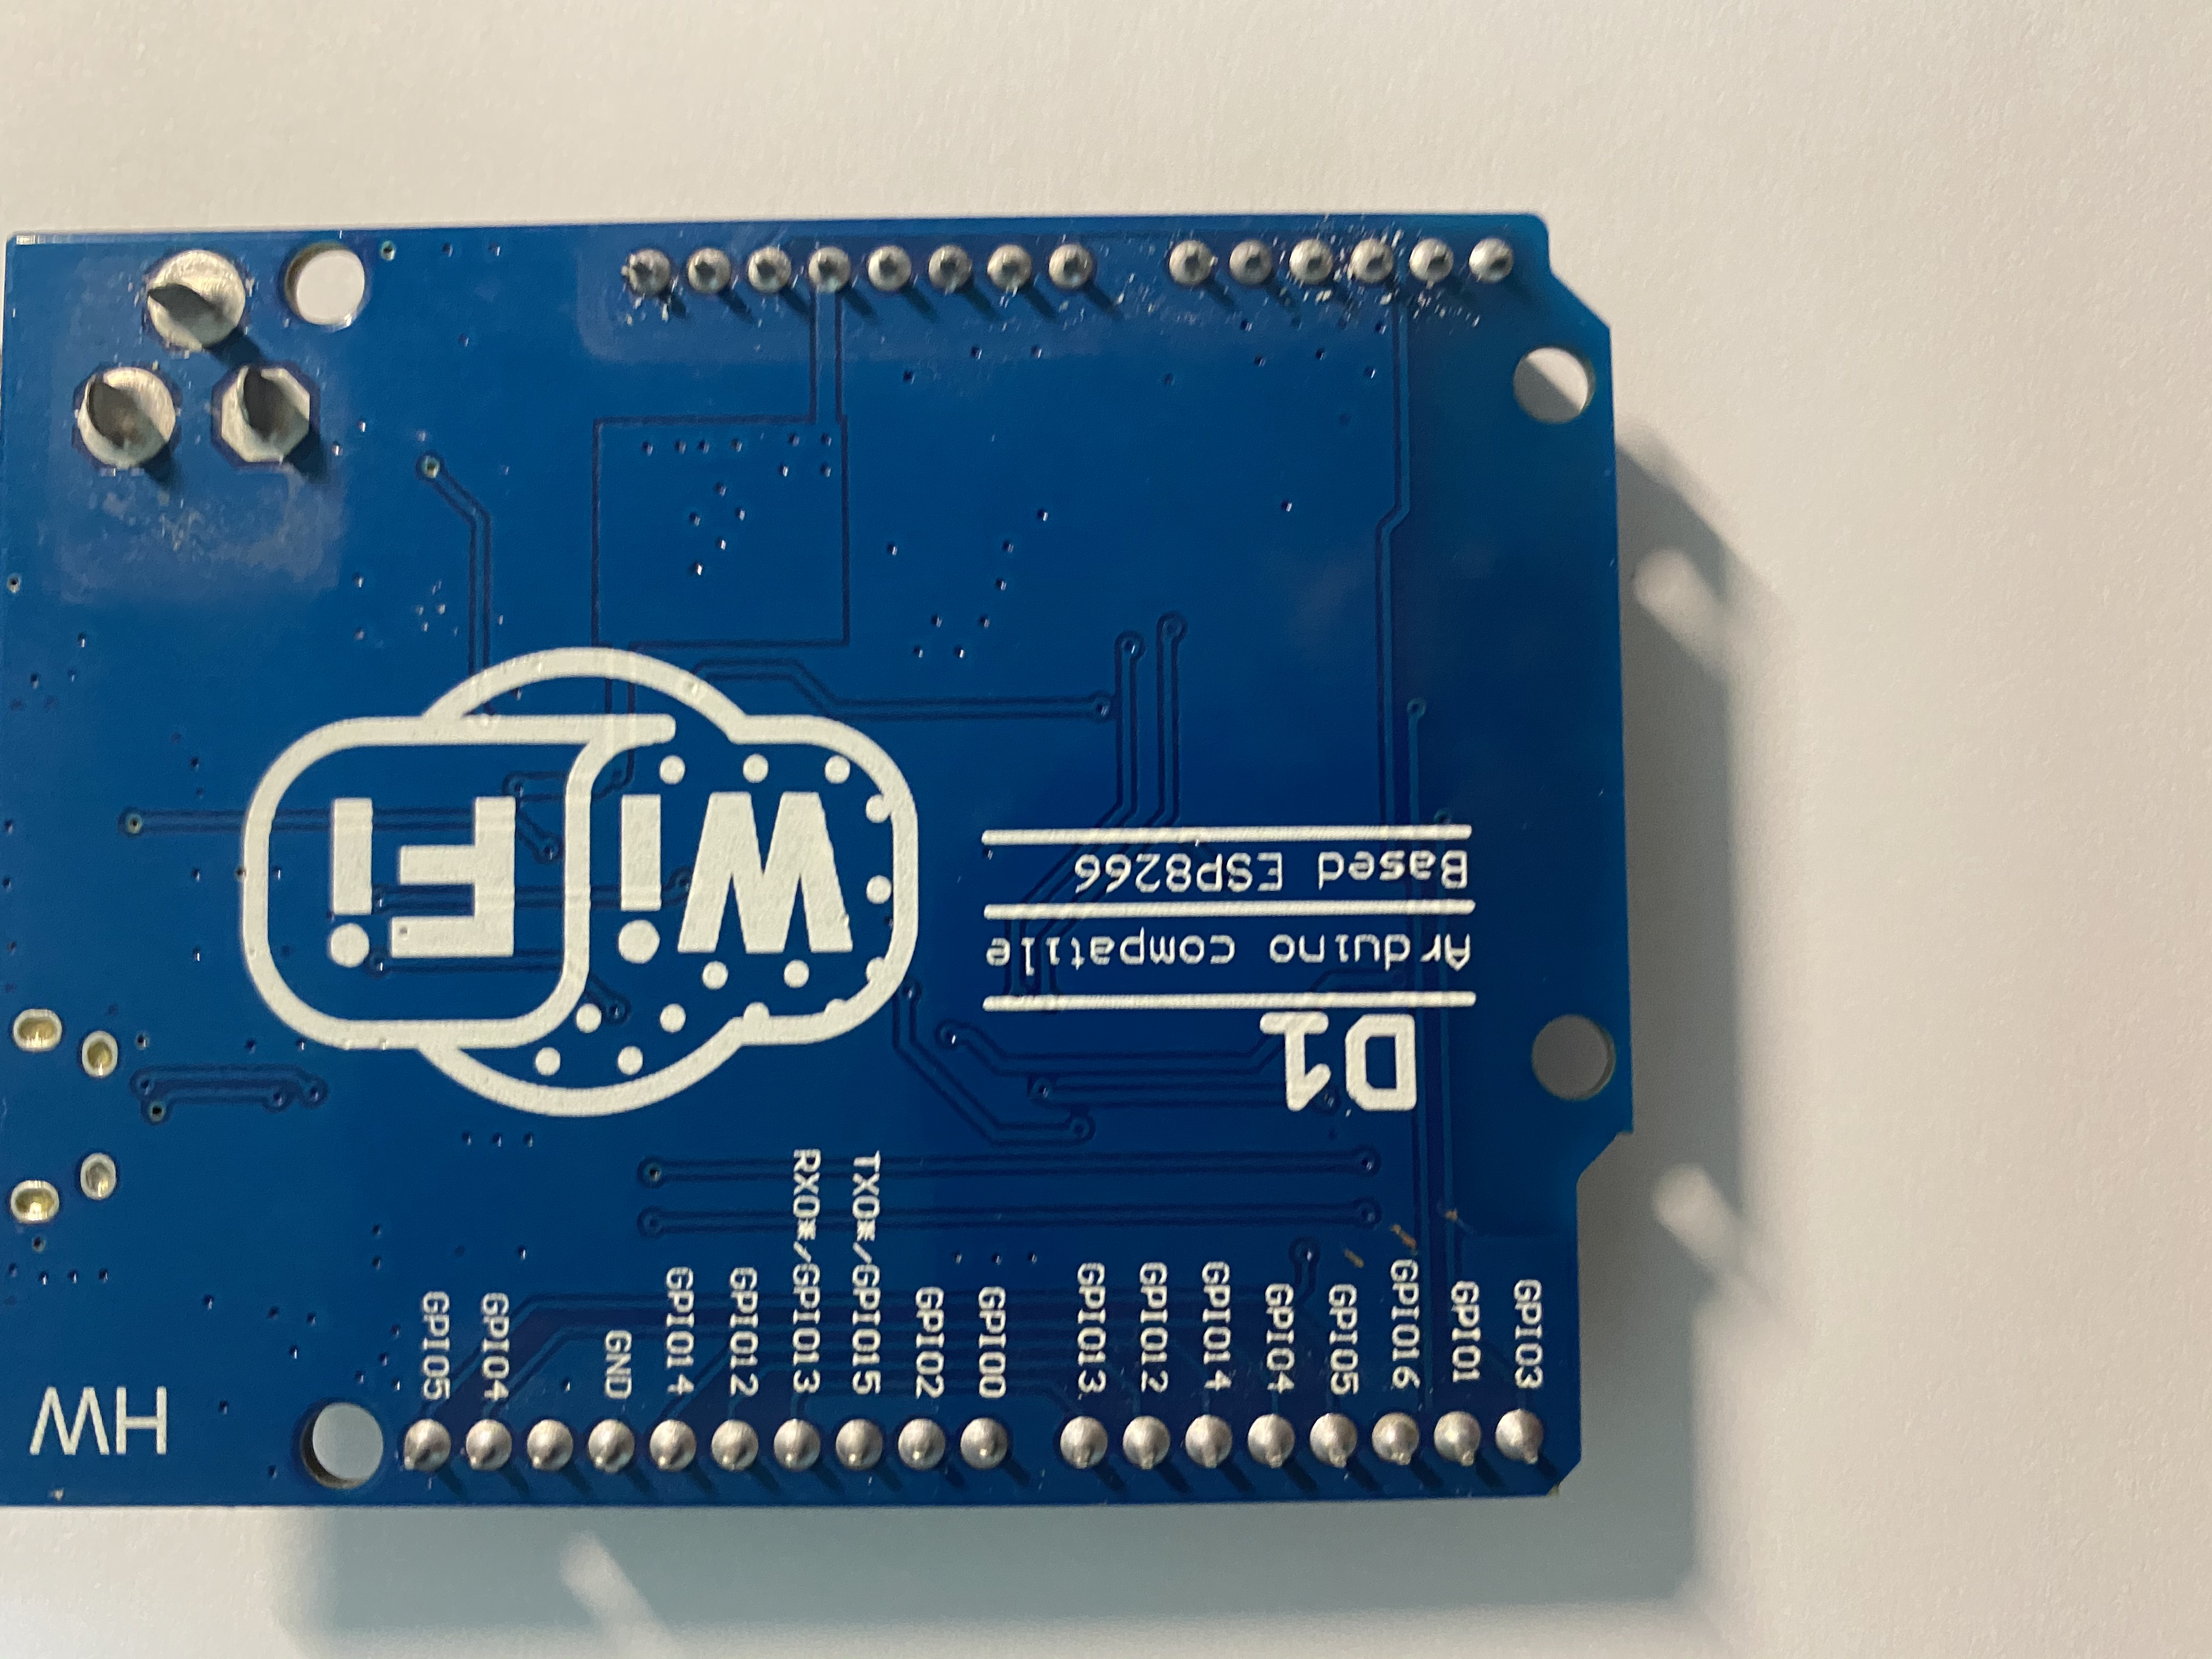 HW
GPIO5
GPIO4
GND
GPIO14
GPIO12
RX0*/GPIO13
TX0*/GPIO15
GPIO2
GPIO0
GPIO13
GPIO12
GPIO14
GPIO4
GPIO5
GPIO16
GPIO1
GPIO3
WiFi
D1
Arduino compatile
Based ESP8266